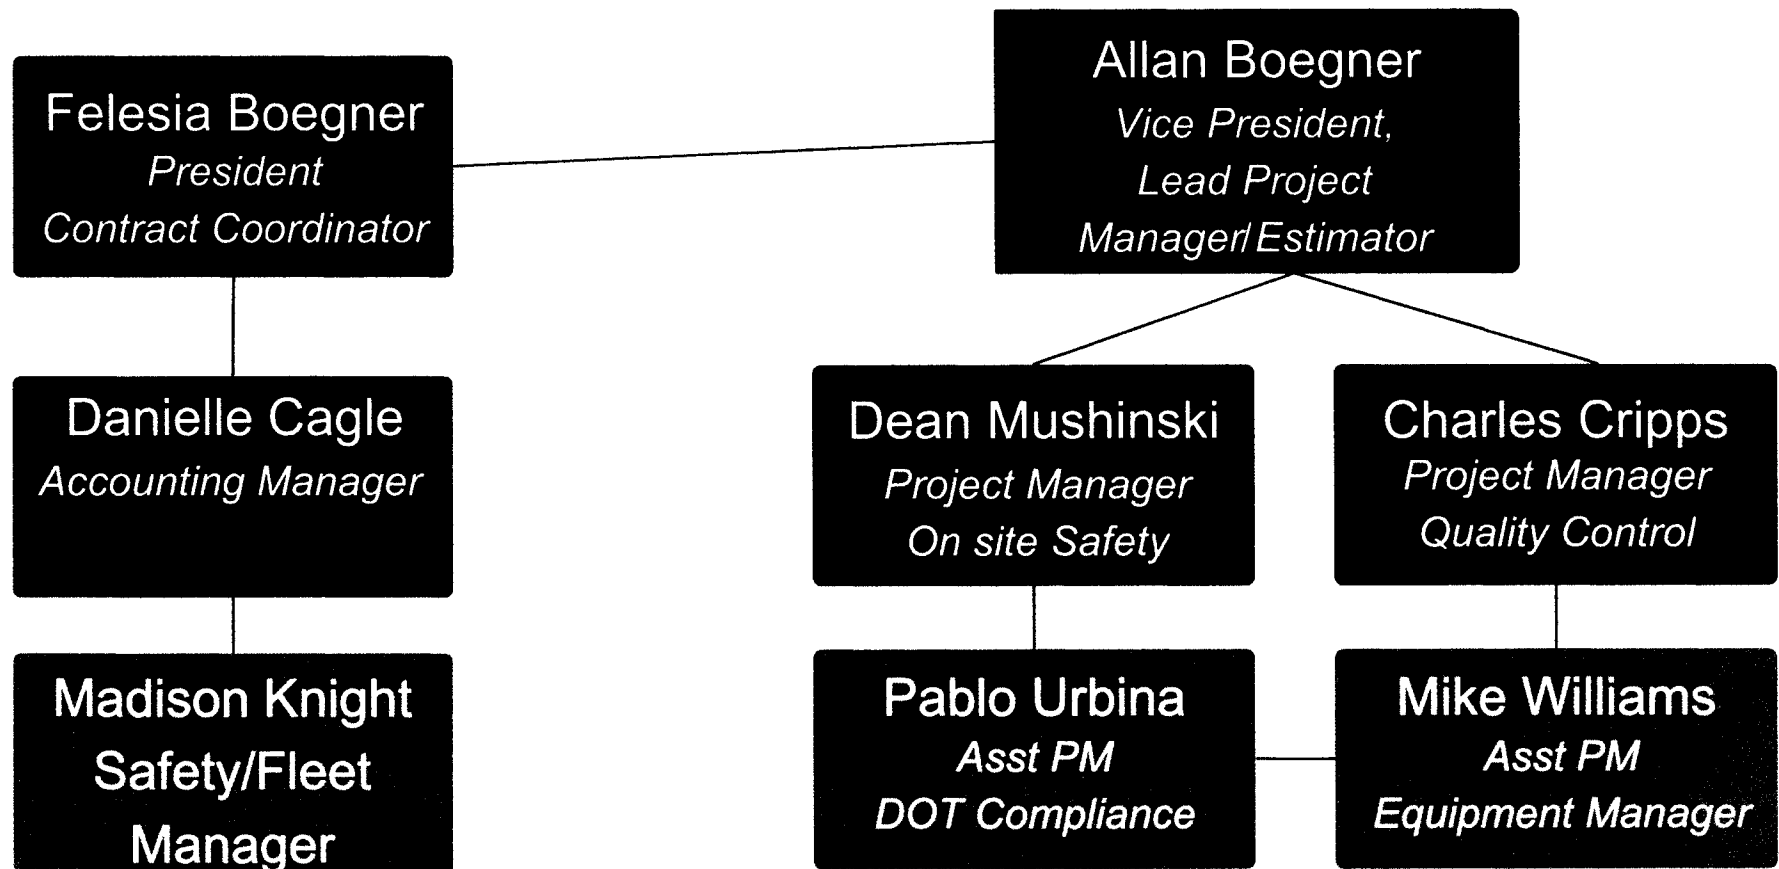 Felesia Boegner
President
Contract Coordinator
Allan Boegner
Vice President,
Lead Project
Manager/Estimator
Danielle Cagle
Accounting Manager
Dean Mushinski
Project Manager
On site Safety
Charles Cripps
Project Manager
Quality Control
Madison Knight
Safety/Fleet
Manager
Pablo Urbina
Asst PM
DOT Compliance
Mike Williams
Asst PM
Equipment Manager